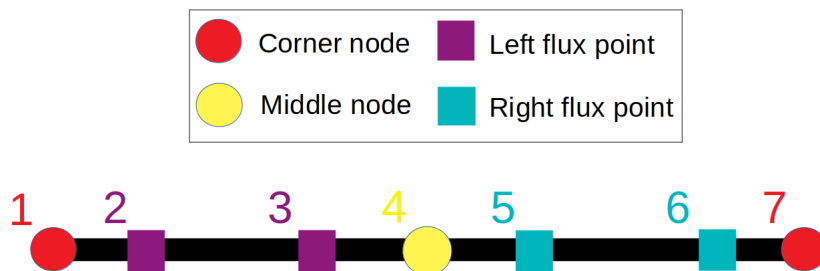 Corner node Left flux point
Middle node Right flux point
1 2 3 4 5 6 7